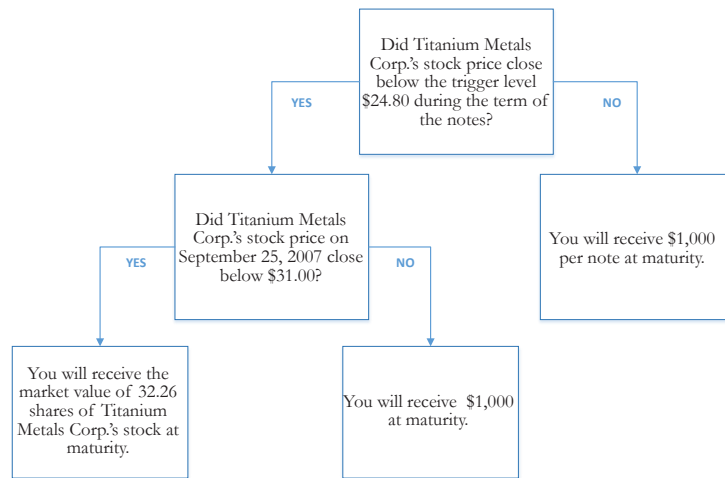 Did Titanium Metals
Corp.'s stock price close
below the trigger level
$24.80 during the term of
the notes?
YES
NO
Did Titanium Metals
Corp.'s stock price on
September 25, 2007 close
below $31.00?
You will receive $1,000
per note at maturity.
YES
NO
You will receive the
market value of 32.26
shares of Titanium
Metals Corp.'s stock at
maturity.
You will receive $1,000
at maturity.